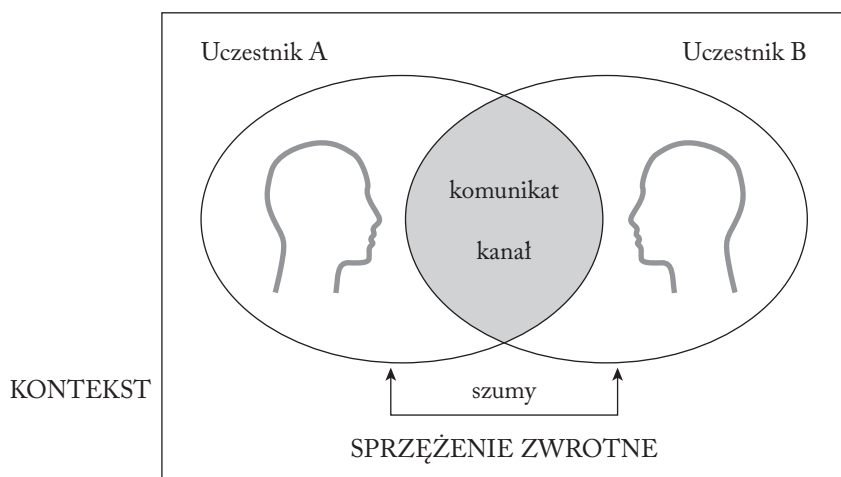 Uczestnik A
Uczestnik B
komunikat
kanał
KONTEKST
szumy
SPRZĘŻENIE ZWROTNE